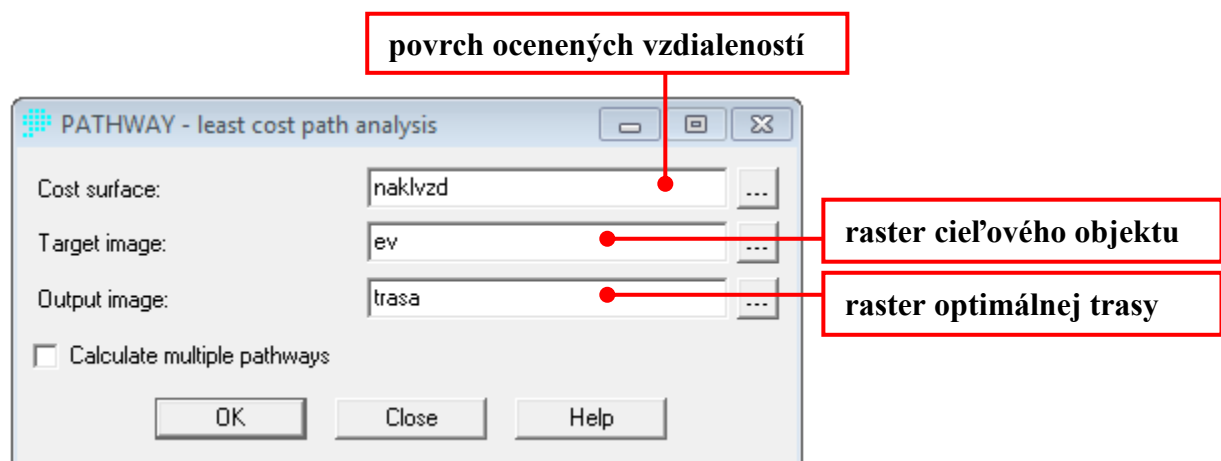 povrch ocenených vzdialeností
PATHWAY - least cost path analysis
Cost surface:
naklvzd
...
Target image:
ev
...
raster cieľového objektu
Output image:
trasa
...
raster optimálnej trasy
Calculate multiple pathways
OK
Close
Help